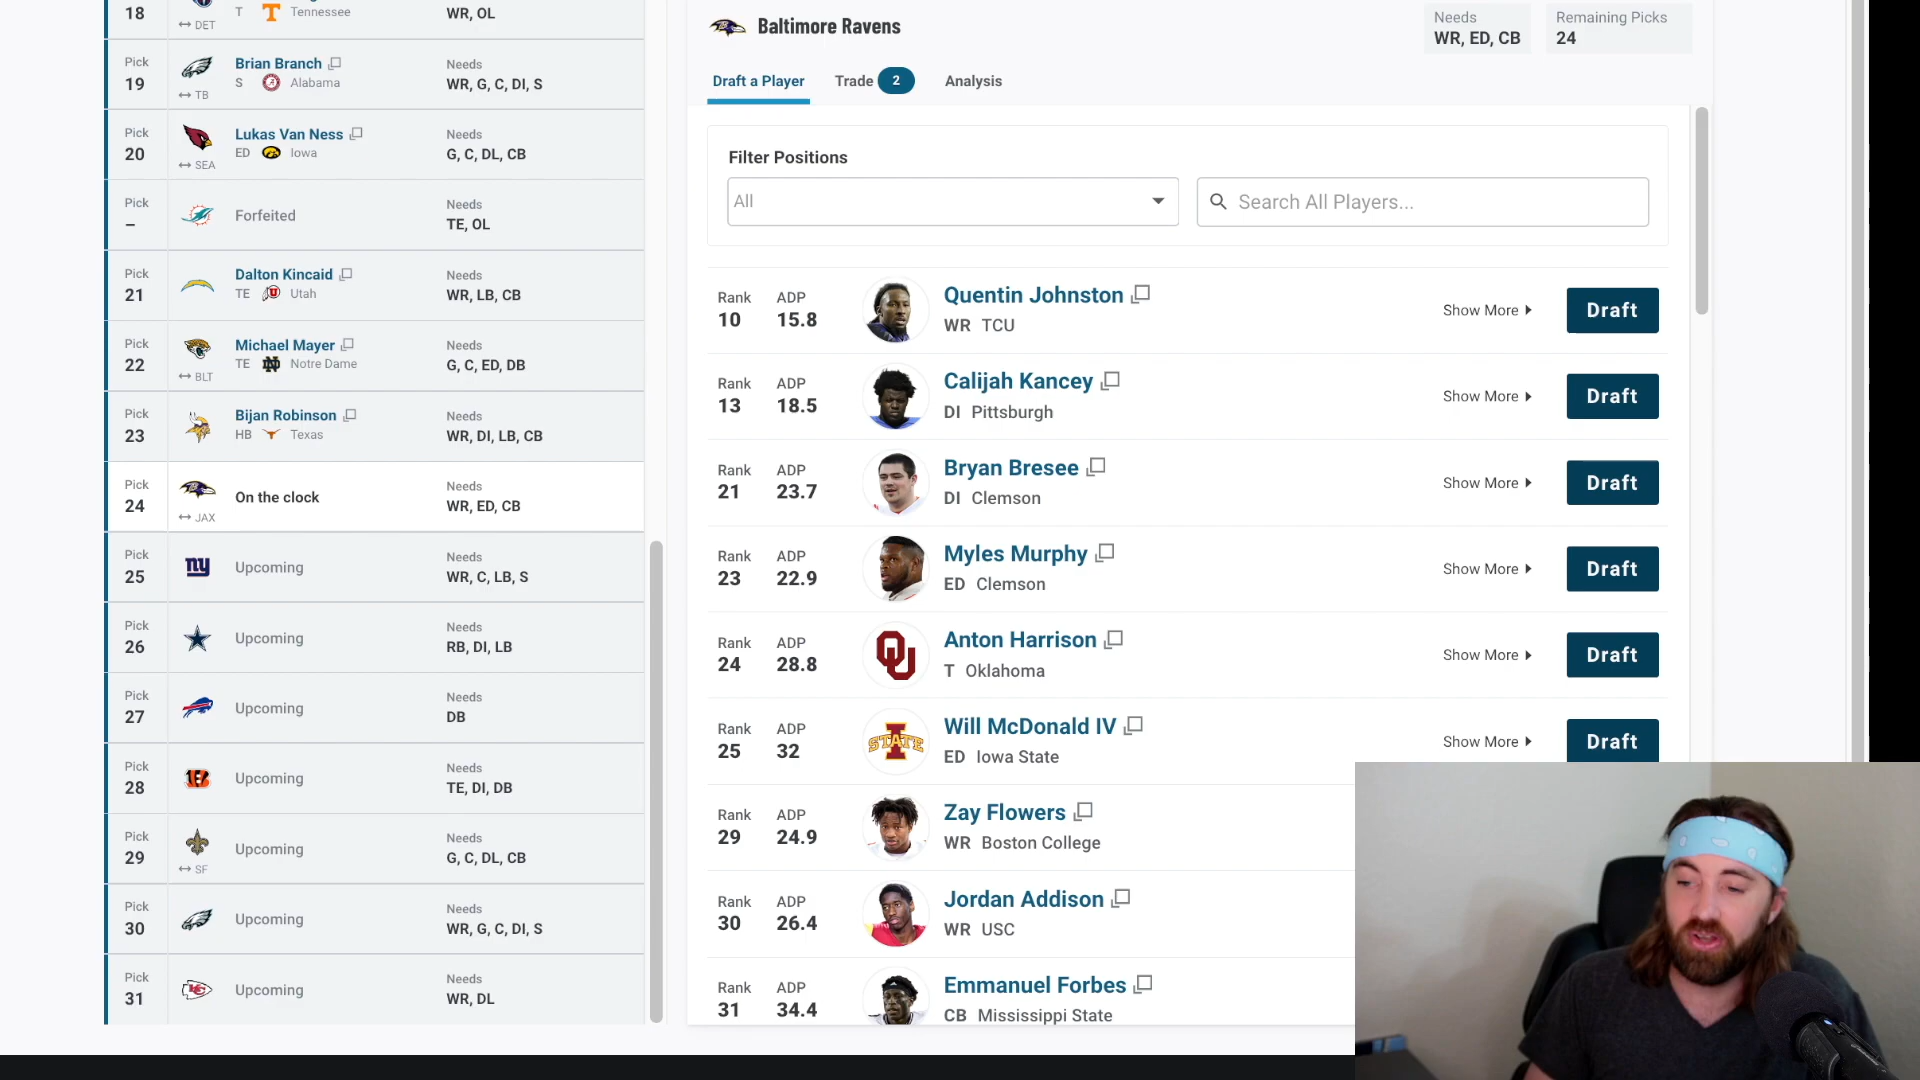 Pick
18
↔ DET
T Tennessee
WR, OL
Pick
19
↔ TB
Brian Branch
S Alabama
Needs
WR, G, C, DI, S
Pick
20
↔ SEA
Lukas Van Ness
ED Iowa
Needs
G, C, DL, CB
Pick
–
Forfeited
Needs
TE, OL
Pick
21
Dalton Kincaid
TE Utah
Needs
WR, LB, CB
Pick
22
↔ BLT
Michael Mayer
TE Notre Dame
Needs
G, C, ED, DB
Pick
23
Bijan Robinson
HB Texas
Needs
WR, DI, LB, CB
Pick
24
↔ JAX
On the clock
Needs
WR, ED, CB
Pick
25
ny
Upcoming
Needs
WR, C, LB, S
Pick
26
Upcoming
Needs
RB, DI, LB
Pick
27
Upcoming
Needs
DB
Pick
28
Upcoming
Needs
TE, DI, DB
Pick
29
↔ SF
Upcoming
Needs
G, C, DL, CB
Pick
30
Upcoming
Needs
WR, G, C, DI, S
Pick
31
Upcoming
Needs
WR, DL
Baltimore Ravens
Needs
WR, ED, CB
Remaining Picks
24
Draft a Player Trade 2 Analysis
Filter Positions
All
Search All Players...
Rank ADP
10 15.8
Quentin Johnston
WR TCU
Show More
Draft
Rank ADP
13 18.5
Calijah Kancey
DI Pittsburgh
Show More
Draft
Rank ADP
21 23.7
Bryan Bresee
DI Clemson
Show More
Draft
Rank ADP
23 22.9
Myles Murphy
ED Clemson
Show More
Draft
Rank ADP
24 28.8
OU
Anton Harrison
T Oklahoma
Show More
Draft
Rank ADP
25 32
STATE
Will McDonald IV
ED Iowa State
Show More
Draft
Rank ADP
29 24.9
Zay Flowers
WR Boston College
Rank ADP
30 26.4
Jordan Addison
WR USC
Rank ADP
31 34.4
Emmanuel Forbes
CB Mississippi State